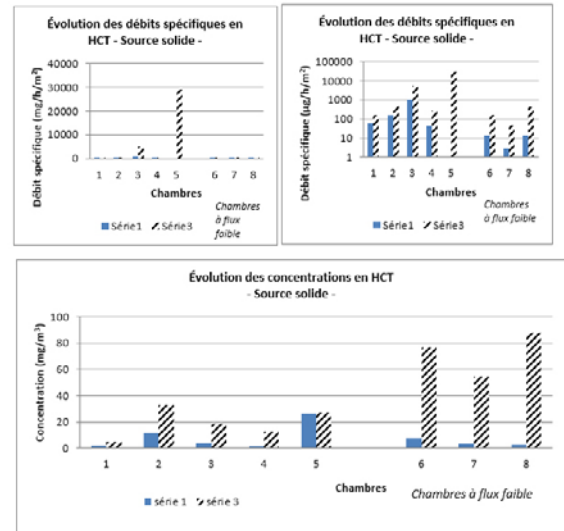 Évolution des débits spécifiques en
HCT - Source solide -
Débit spécifique (mg/h/m²)
40000
30000
20000
10000
0
1 2 3 4 5 6 7 8
Chambres
Chambres
à flux
faible
Série1 Série3
Évolution des débits spécifiques en
HCT - Source solide -
Débit spécifique (µg/h/m²)
100000
10000
1000
100
10
1
1 2 3 4 5 6 7 8
Chambres
Chambres
à flux faible
Série1 Série3
Évolution des concentrations en HCT
- Source solide -
Concentration (mg/m³)
100
80
60
40
20
0
1 2 3 4 5 6 7 8
Chambres
Chambres à flux faible
série 1 série 3